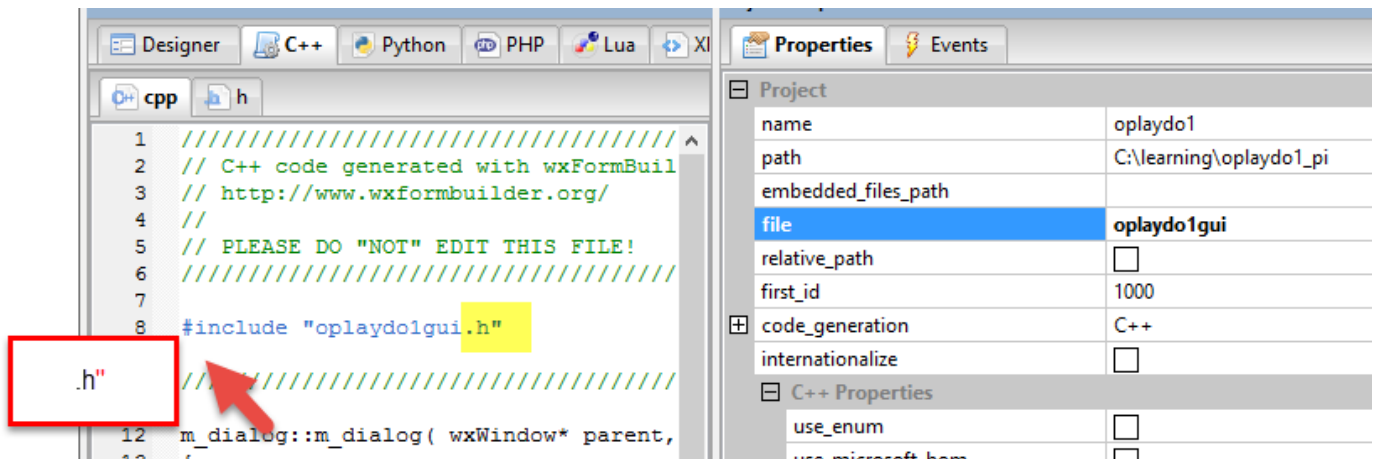 Designer C++ Python PHP Lua
Properties Events
cpp h
Project
name oplaydo1
path C:\learning\oplaydo1_pi
embedded_files_path
file oplaydo1gui
relative_path
first_id 1000
code_generation C++
internationalize
C++ Properties
use_enum
1 /////////////////////////////////////
2 // C++ code generated with wxFormBuil
3 // http://www.wxformbuilder.org/
4 //
5 // PLEASE DO "NOT" EDIT THIS FILE!
6 /////////////////////////////////////
7
8 #include "oplaydo1gui.h"
.h"
/////////////////////////////////////
12 m_dialog::m_dialog( wxWindow* parent,